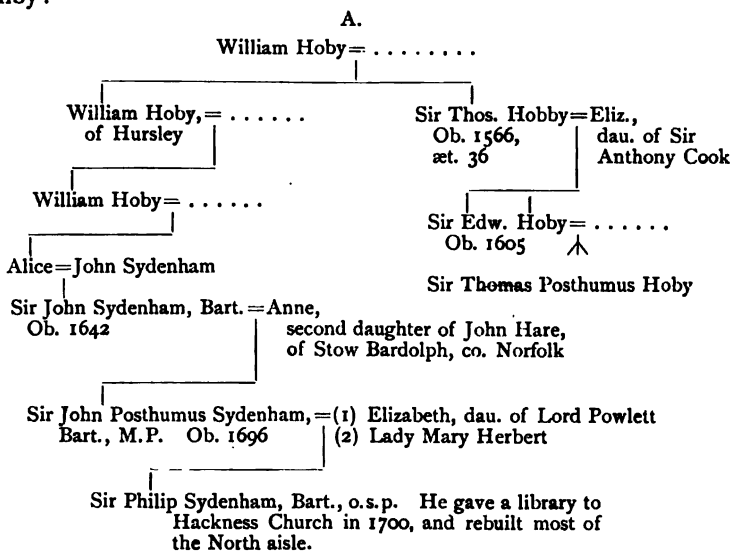 A.
William Hoby= . . . . . . . .
William Hoby,= . . . . . .
of Hursley
Sir Thos. Hobby=Eliz.,
Ob. 1566, dau. of Sir
æt. 36 Anthony Cook
William Hoby= . . . . . .
Sir Edw. Hoby= . . . . . .
Ob. 1605
Alice=John Sydenham
Sir Thomas Posthumus Hoby
Sir John Sydenham, Bart.=Anne,
Ob. 1642 second daughter of John Hare,
of Stow Bardolph, co. Norfolk
Sir John Posthumus Sydenham,=(1) Elizabeth, dau. of Lord Powlett
Bart., M.P. Ob. 1696 (2) Lady Mary Herbert
Sir Philip Sydenham, Bart., o.s.p. He gave a library to
Hackness Church in 1700, and rebuilt most of
the North aisle.